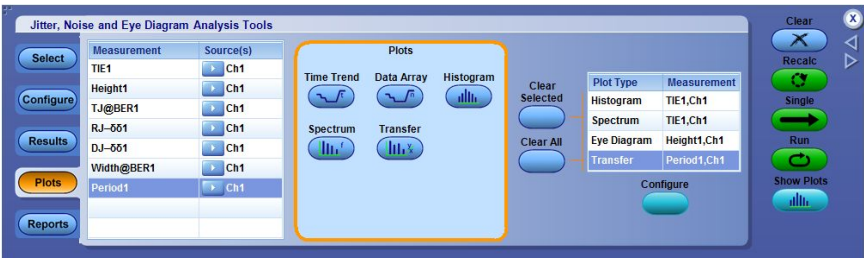 Jitter, Noise and Eye Diagram Analysis Tools
Clear
X
Select
Configure
Results
Plots
Reports
Measurement Source(s)
TIE1 Ch1
Height1 Ch1
TJ@BER1 Ch1
RJ–δδ1 Ch1
DJ–δδ1 Ch1
Width@BER1 Ch1
Period1 Ch1
Plots
Time Trend Data Array Histogram
Spectrum Transfer
Clear Selected
Clear All
Plot Type Measurement
Histogram TIE1,Ch1
Spectrum TIE1,Ch1
Eye Diagram Height1,Ch1
Transfer Period1,Ch1
Configure
Recalc
Single
Run
Show Plots